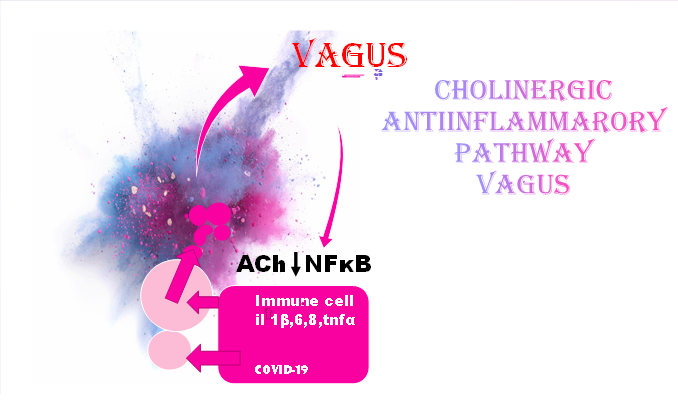 VAGUS
CHOLINERGIC
ANTIINFLAMMARORY
PATHWAY
VAGUS
ACh↓NFκB
Immune cell
il 1β,6,8,tnfα
COVID-19